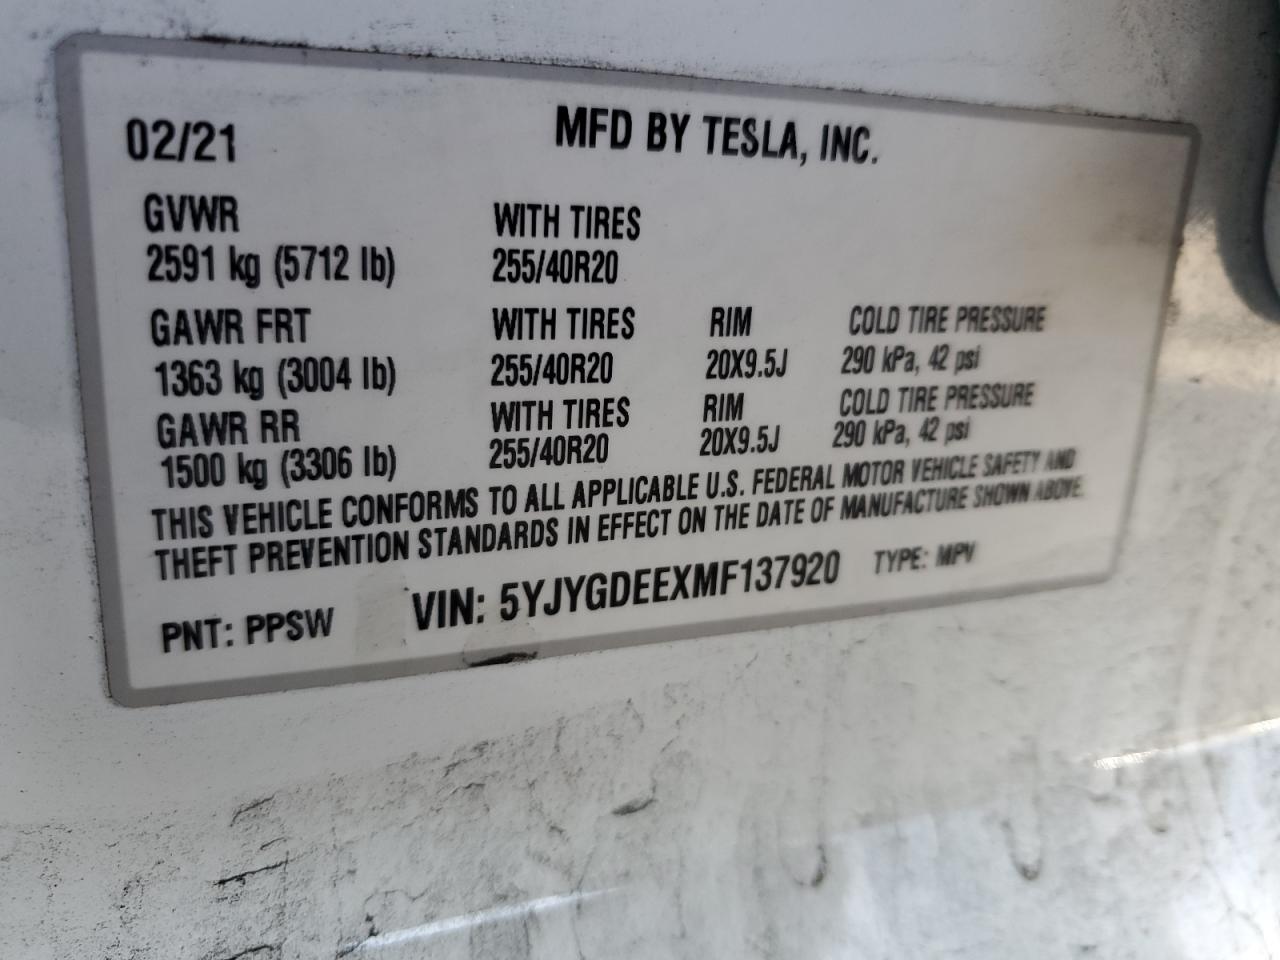 02/21 MFD BY TESLA, INC.
GVWR WITH TIRES
2591 kg (5712 lb) 255/40R20
GAWR FRT WITH TIRES RIM COLD TIRE PRESSURE
1363 kg (3004 lb) 255/40R20 20X9.5J 290 kPa, 42 psi
GAWR RR WITH TIRES RIM COLD TIRE PRESSURE
1500 kg (3306 lb) 255/40R20 20X9.5J 290 kPa, 42 psi
THIS VEHICLE CONFORMS TO ALL APPLICABLE U.S. FEDERAL MOTOR VEHICLE SAFETY AND
THEFT PREVENTION STANDARDS IN EFFECT ON THE DATE OF MANUFACTURE SHOWN ABOVE.
PNT: PPSW VIN: 5YJYGDEEXMF137920 TYPE: MPV